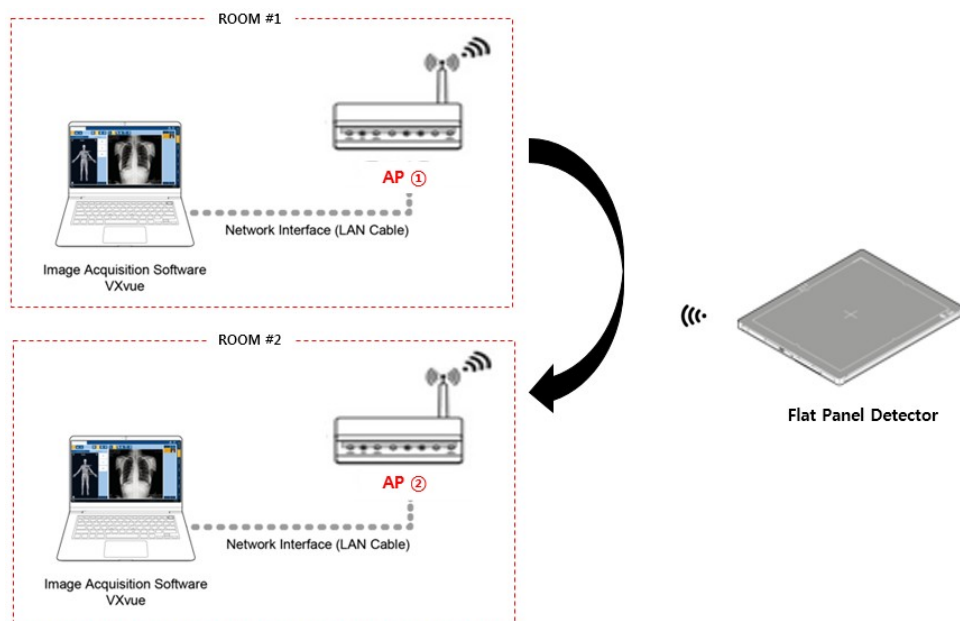 ROOM #1
AP ①
Network Interface (LAN Cable)
Image Acquisition Software
VXvue
ROOM #2
AP ②
Network Interface (LAN Cable)
Image Acquisition Software
VXvue
Flat Panel Detector